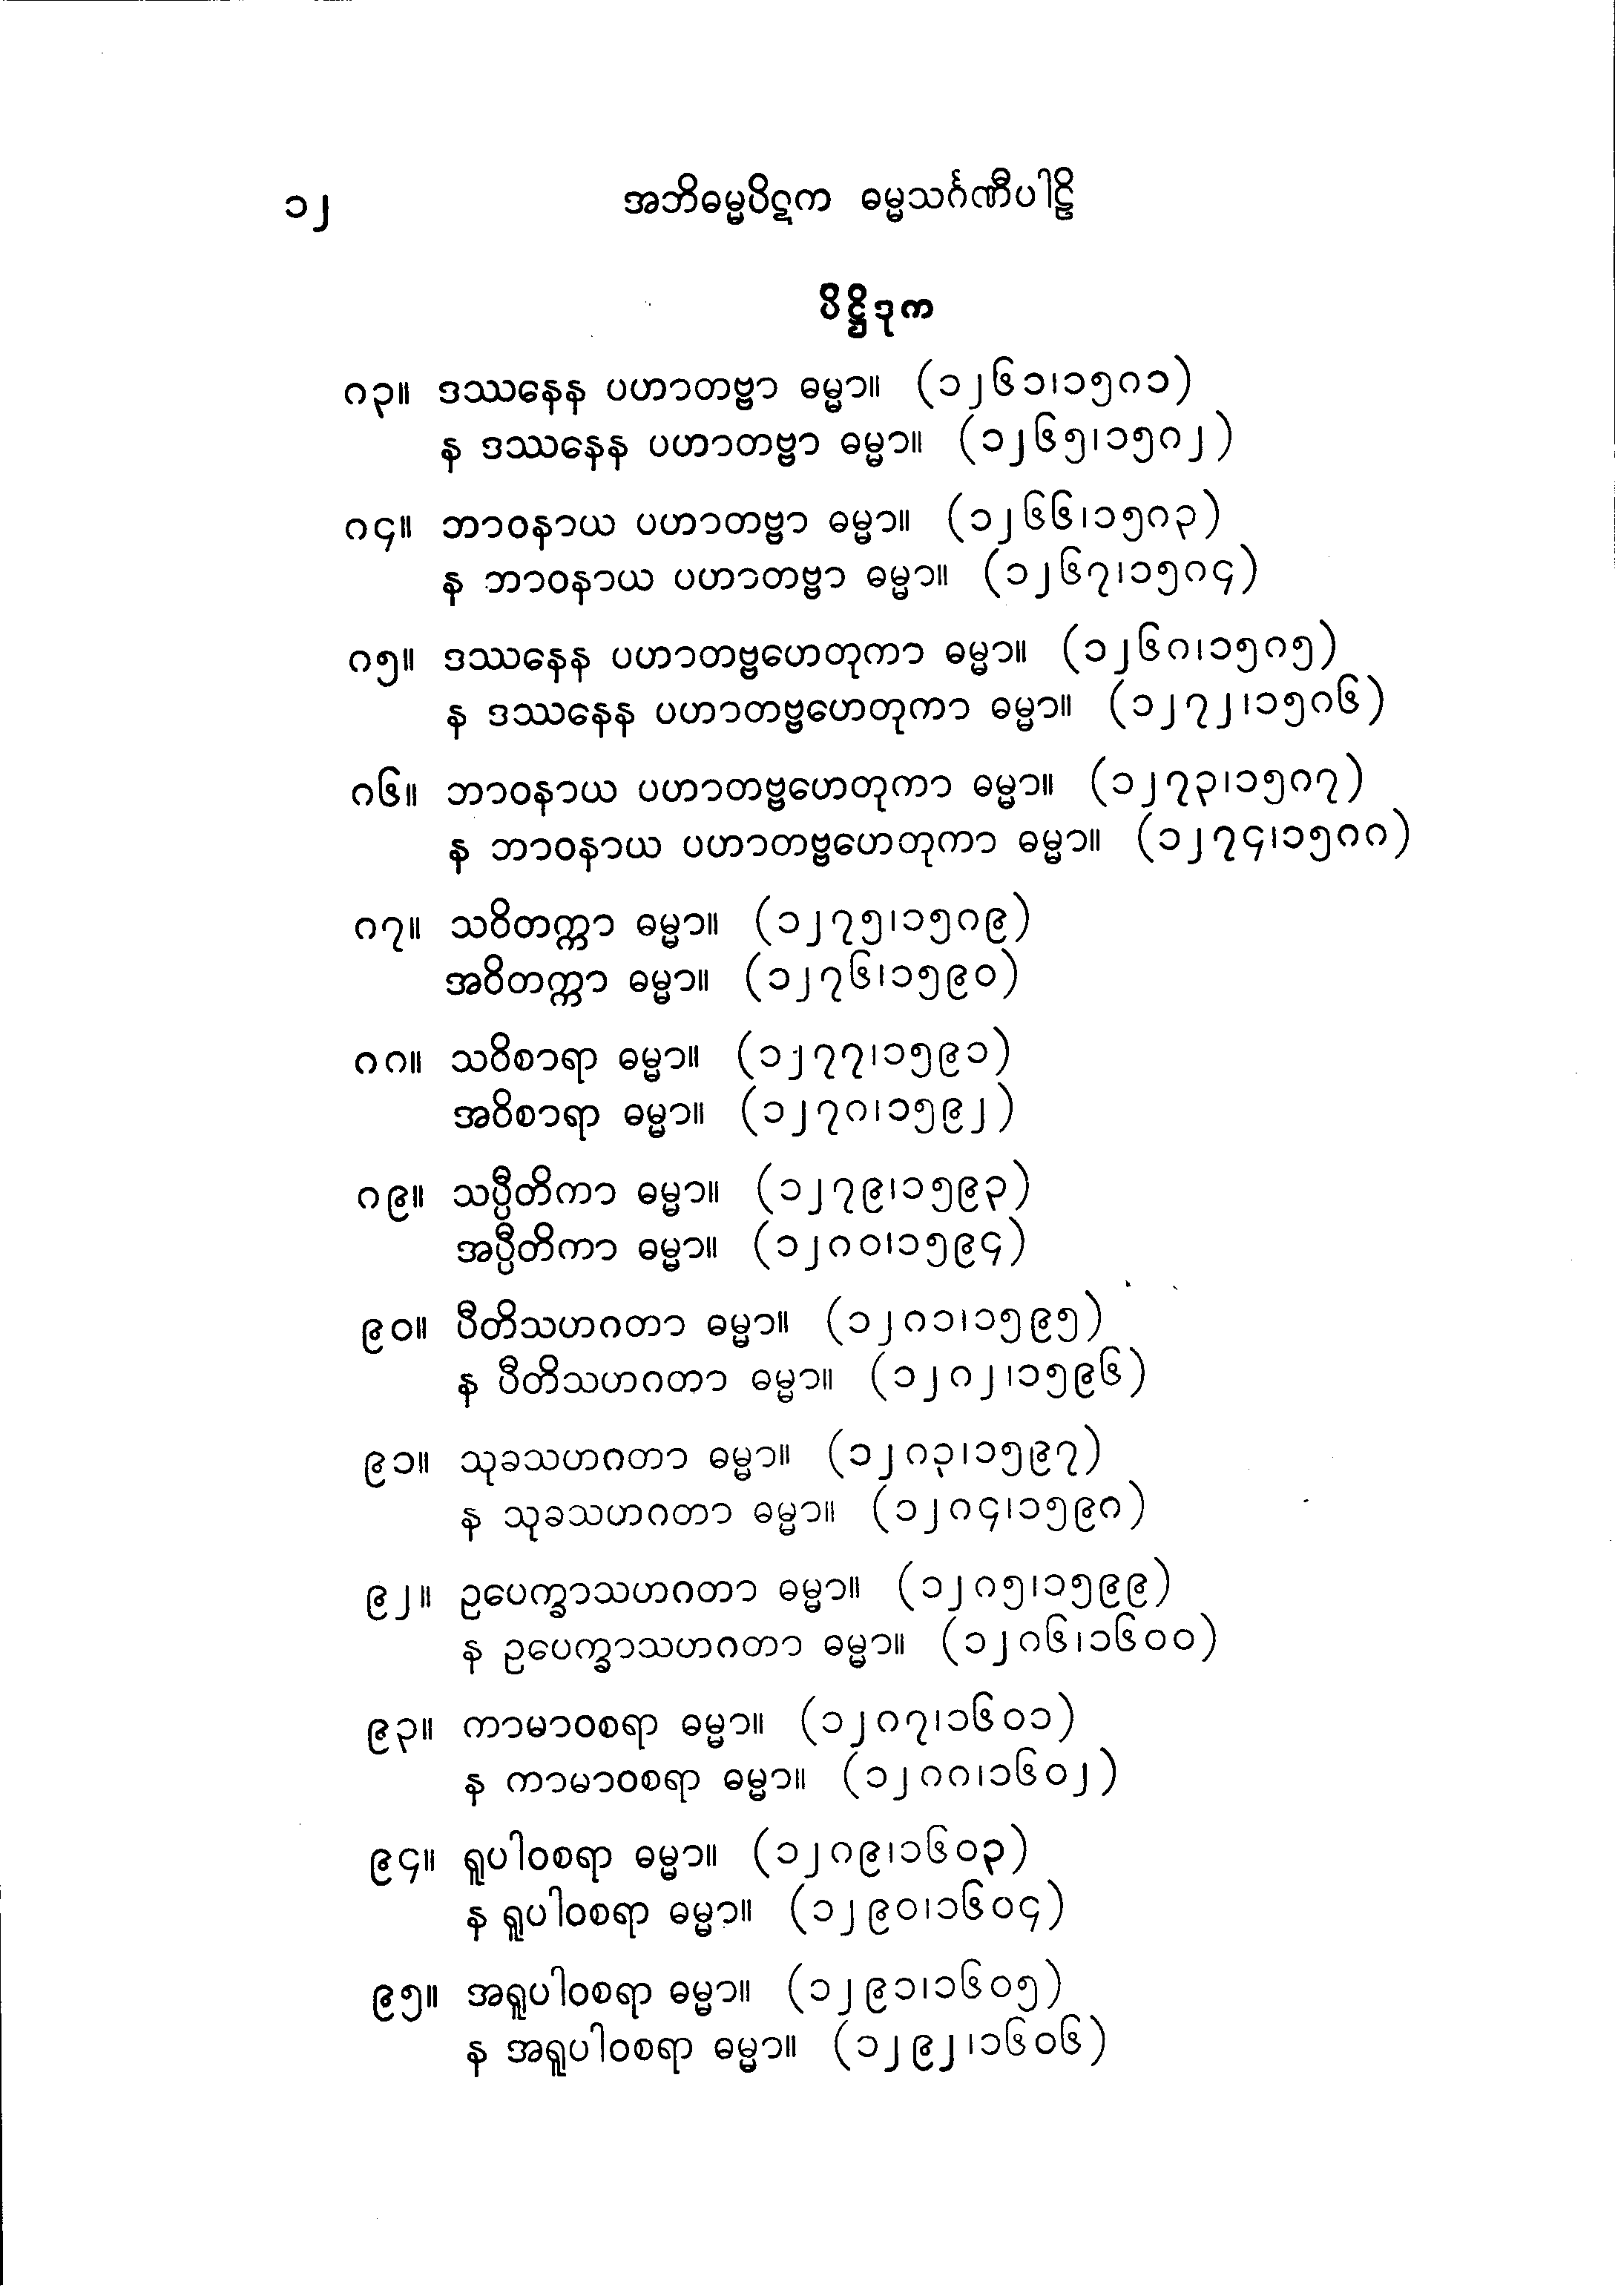 ၁၂
အဘိဓမ္မပိဋက ဓမ္မသင်္ဂဏီပါဠိ
ပိဋ္ဌိဒုက
၈၃။ ဒဿနေန ပဟာတဗ္ဗာ ဓမ္မာ။ (၁၂၆၁၊၁၅၈၁)
န ဒဿနေန ပဟာတဗ္ဗာ ဓမ္မာ။ (၁၂၆၅၊၁၅၈၂)
၈၄။ ဘာဝနာယ ပဟာတဗ္ဗာ ဓမ္မာ။ (၁၂၆၆၊၁၅၈၃)
န ဘာဝနာယ ပဟာတဗ္ဗာ ဓမ္မာ။ (၁၂၆၇၊၁၅၈၄)
၈၅။ ဒဿနေန ပဟာတဗ္ဗဟေတုကာ ဓမ္မာ။ (၁၂၆၈၊၁၅၈၅)
န ဒဿနေန ပဟာတဗ္ဗဟေတုကာ ဓမ္မာ။ (၁၂၇၂၊၁၅၈၆)
၈၆။ ဘာဝနာယ ပဟာတဗ္ဗဟေတုကာ ဓမ္မာ။ (၁၂၇၃၊၁၅၈၇)
န ဘာဝနာယ ပဟာတဗ္ဗဟေတုကာ ဓမ္မာ။ (၁၂၇၄၊၁၅၈၈)
၈၇။ သဝိတက္ကာ ဓမ္မာ။ (၁၂၇၅၊၁၅၈၉)
အဝိတက္ကာ ဓမ္မာ။ (၁၂၇၆၊၁၅၉၀)
၈၈။ သဝိစာရာ ဓမ္မာ။ (၁၂၇၇၊၁၅၉၁)
အဝိစာရာ ဓမ္မာ။ (၁၂၇၈၊၁၅၉၂)
၈၉။ သပ္ပီတိကာ ဓမ္မာ။ (၁၂၇၉၊၁၅၉၃)
အပ္ပီတိကာ ဓမ္မာ။ (၁၂၈၀၊၁၅၉၄)
၉၀။ ပီတိသဟဂတာ ဓမ္မာ။ (၁၂၈၁၊၁၅၉၅)
န ပီတိသဟဂတာ ဓမ္မာ။ (၁၂၈၂၊၁၅၉၆)
၉၁။ သုခသဟဂတာ ဓမ္မာ။ (၁၂၈၃၊၁၅၉၇)
န သုခသဟဂတာ ဓမ္မာ။ (၁၂၈၄၊၁၅၉၈)
၉၂။ ဥပေက္ခာသဟဂတာ ဓမ္မာ။ (၁၂၈၅၊၁၅၉၉)
န ဥပေက္ခာသဟဂတာ ဓမ္မာ။ (၁၂၈၆၊၁၆၀၀)
၉၃။ ကာမာဝစရာ ဓမ္မာ။ (၁၂၈၇၊၁၆၀၁)
န ကာမာဝစရာ ဓမ္မာ။ (၁၂၈၈၊၁၆၀၂)
၉၄။ ရူပါဝစရာ ဓမ္မာ။ (၁၂၈၉၊၁၆၀၃)
န ရူပါဝစရာ ဓမ္မာ။ (၁၂၉၀၊၁၆၀၄)
၉၅။ အရူပါဝစရာ ဓမ္မာ။ (၁၂၉၁၊၁၆၀၅)
န အရူပါဝစရာ ဓမ္မာ။ (၁၂၉၂၊၁၆၀၆)